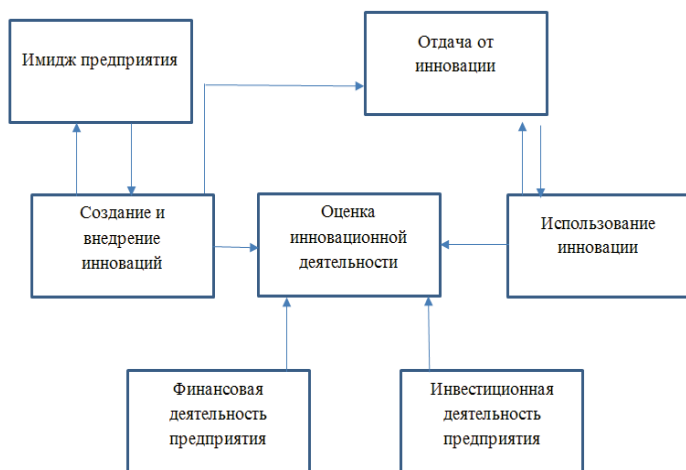 Имидж предприятия
Отдача от
инновации
Создание и
внедрение
инноваций
Оценка
инновационной
деятельности
Использование
инновации
Финансовая
деятельность
предприятия
Инвестиционная
деятельность
предприятия